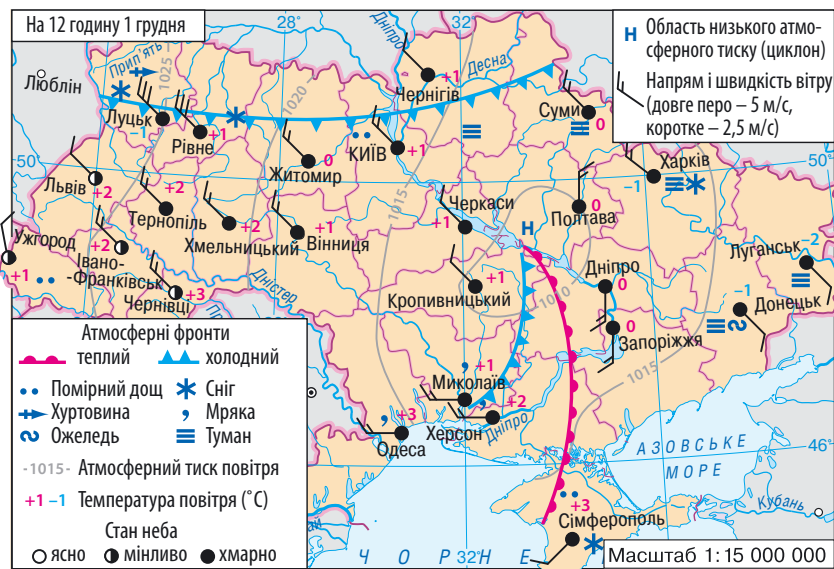 На 12 годину 1 грудня
28°
Дніпро
32°
Н Область низького атмо-
сферного тиску (циклон)
Напрям і швидкість вітру
(довге перо – 5 м/с,
коротке – 2,5 м/с)
Прип'ять
1025
Люблін
1020
Десна
+1
Чернігів
Суми
0
Луцьк
–1
Рівне
+1
КИЇВ
+1
Житомир
0
50°
Харків
–1
50°
Львів
+2
+2
Тернопіль
+2
Хмельницький
+1
Вінниця
1015
Черкаси
+1
Полтава
0
Н
Ужгород
+1
+2
Івано-
-Франківськ
Чернівці
+3
Дністер
Кропивницький
+1
1010
Дніпро
0
Луганськ
–2
Донецьк
–1
0
Запоріжжя
1015
Атмосферні фронти
теплий холодний
Помірний дощ Сніг
Хуртовина Мряка
Ожеледь Туман
-1015- Атмосферний тиск повітря
+1 –1 Температура повітря (°C)
Стан неба
ясно мінливо хмарно
+1
Миколаїв
+2
Херсон
Дніпро
+3
Одеса
АЗОВСЬКЕ
МОРЕ
46°
Кубань
+3
Сімферополь
ЧОРНЕ
32°
Масштаб 1:15 000 000